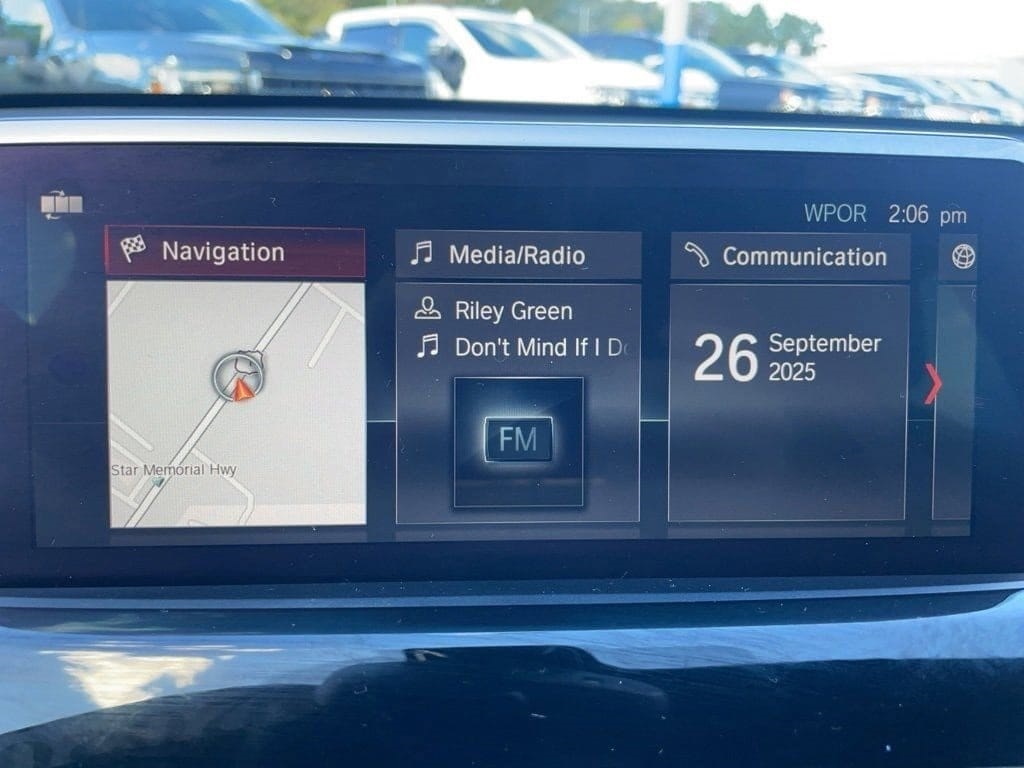 WPOR 2:06 pm
Navigation
Media/Radio
Communication
Riley Green
Don't Mind If I Do
26
September
2025
FM
Star Memorial Hwy